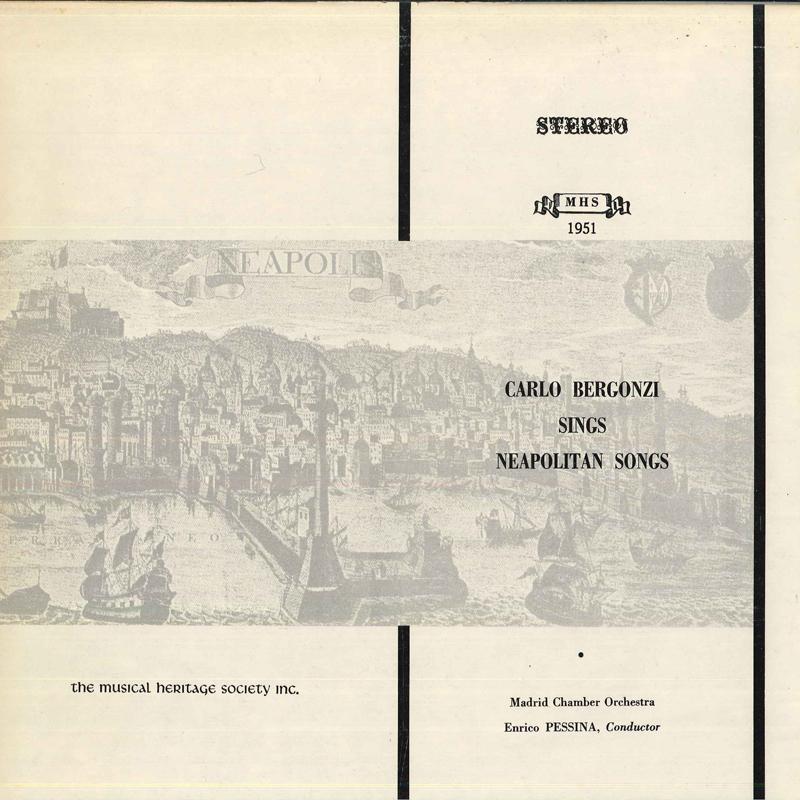 STEREO
MHS
1951
NEAPOLIS
CARLO BERGONZI
SINGS
NEAPOLITAN SONGS
the musical heritage society inc.
Madrid Chamber Orchestra
Enrico PESSINA, Conductor